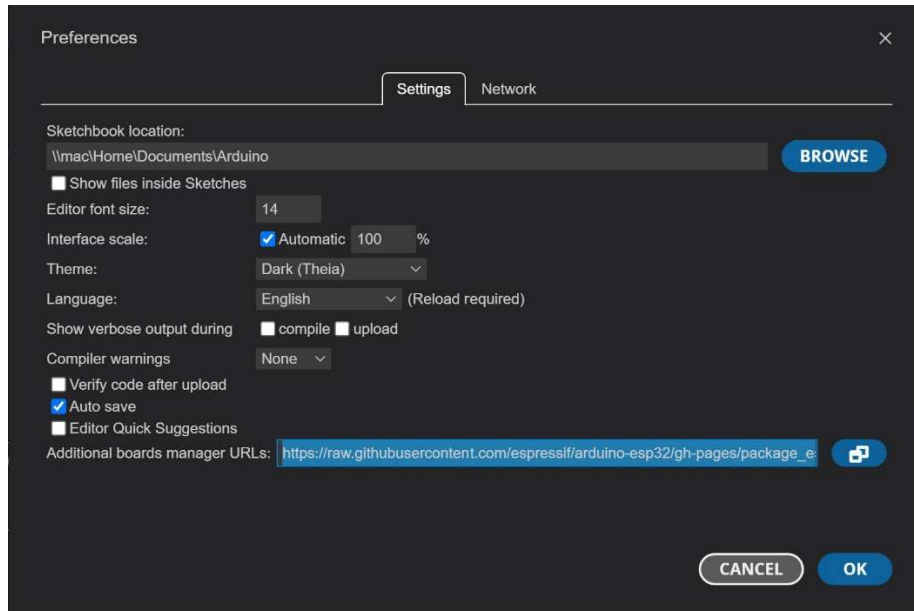 Preferences
Settings Network
Sketchbook location:
\\mac\Home\Documents\Arduino BROWSE
Show files inside Sketches
Editor font size: 14
Interface scale: Automatic 100 %
Theme: Dark (Theia)
Language: English (Reload required)
Show verbose output during compile upload
Compiler warnings None
Verify code after upload
Auto save
Editor Quick Suggestions
Additional boards manager URLs: https://raw.githubusercontent.com/espressif/arduino-esp32/gh-pages/package_e
CANCEL OK